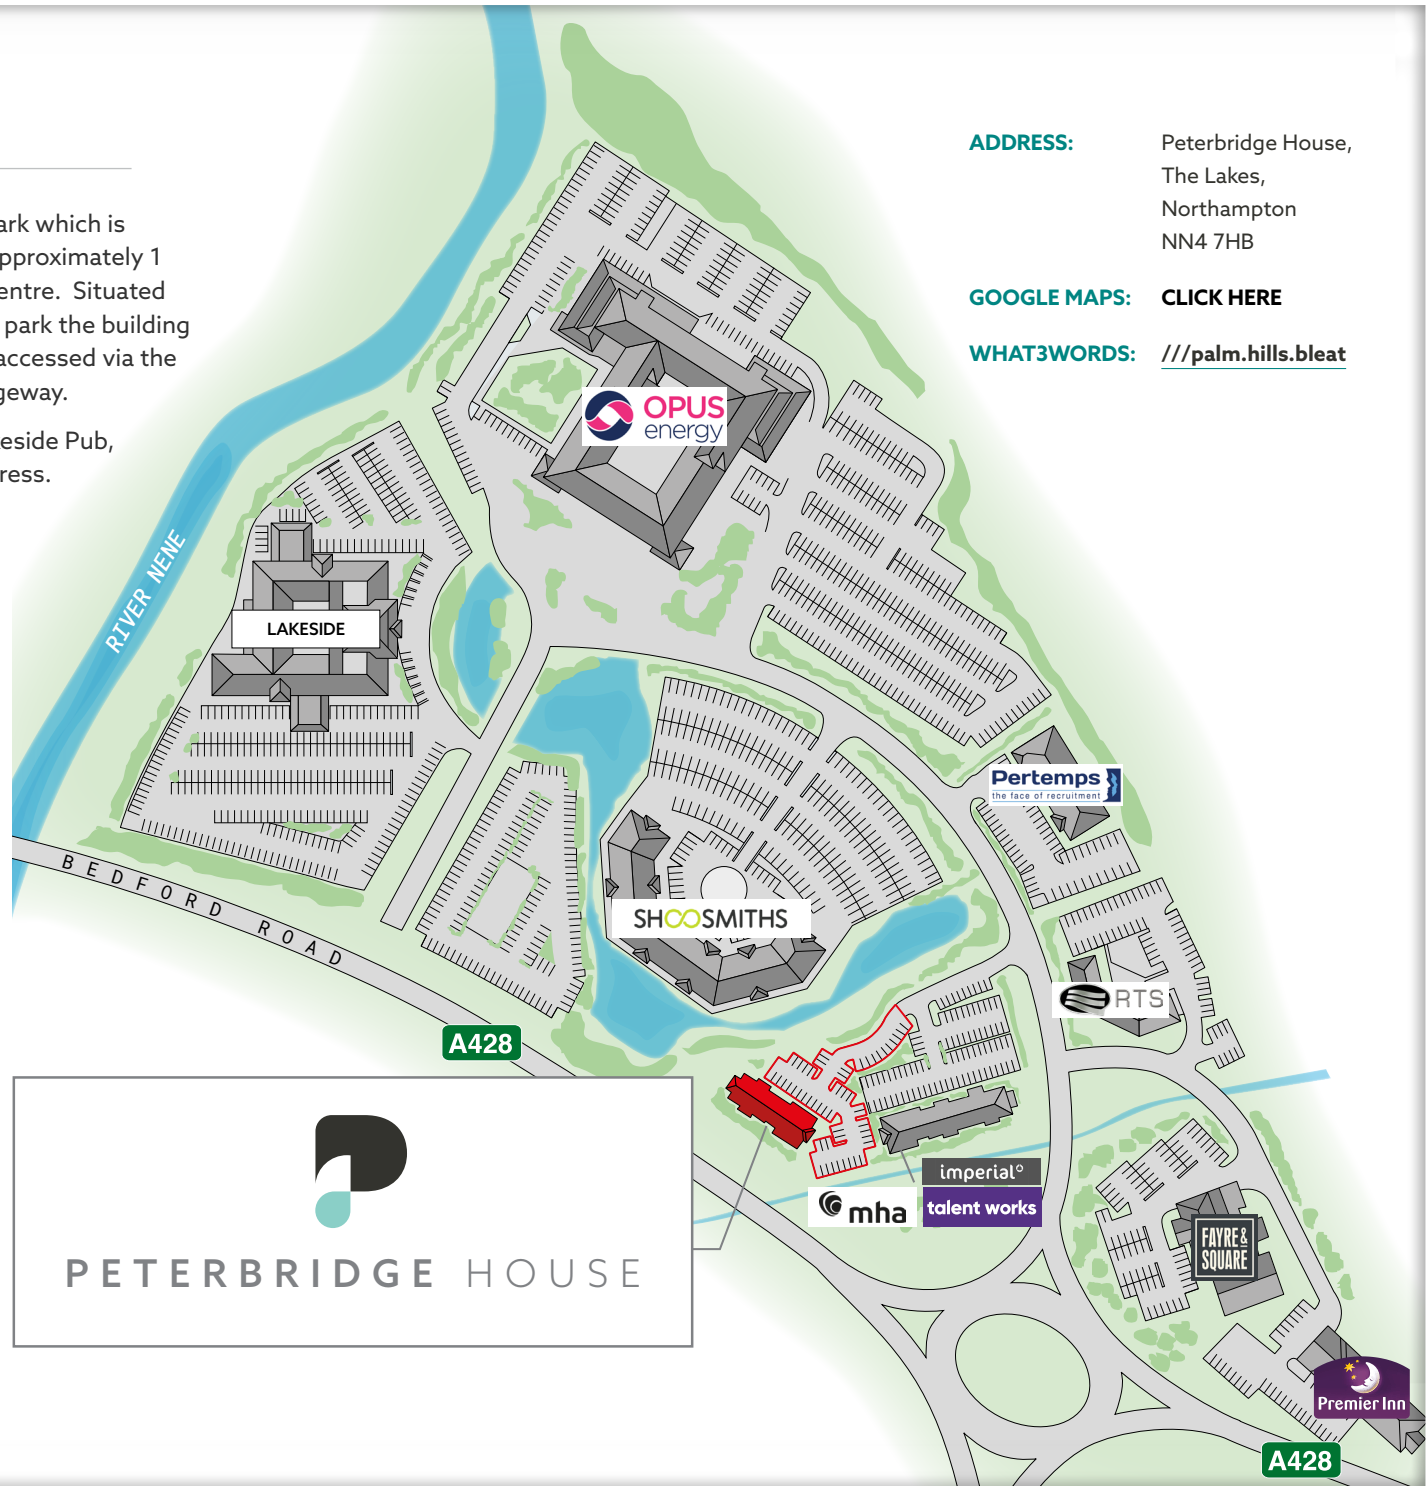 ark which is
pproximately 1
entre. Situated
park the building
accessed via the
geway.
eside Pub,
ress.
ADDRESS:
Peterbridge House,
The Lakes,
Northampton
NN4 7HB
GOOGLE MAPS:
CLICK HERE
WHAT3WORDS:
///palm.hills.bleat
OPUS
energy
RIVER NENE
LAKESIDE
Pertemps
the face of recruitment
BEDFORD ROAD
SHOOSMITHS
RTS
A428
imperial
mha
talent works
PETERBRIDGE HOUSE
FAYRE &
SQUARE
Premier Inn
A428